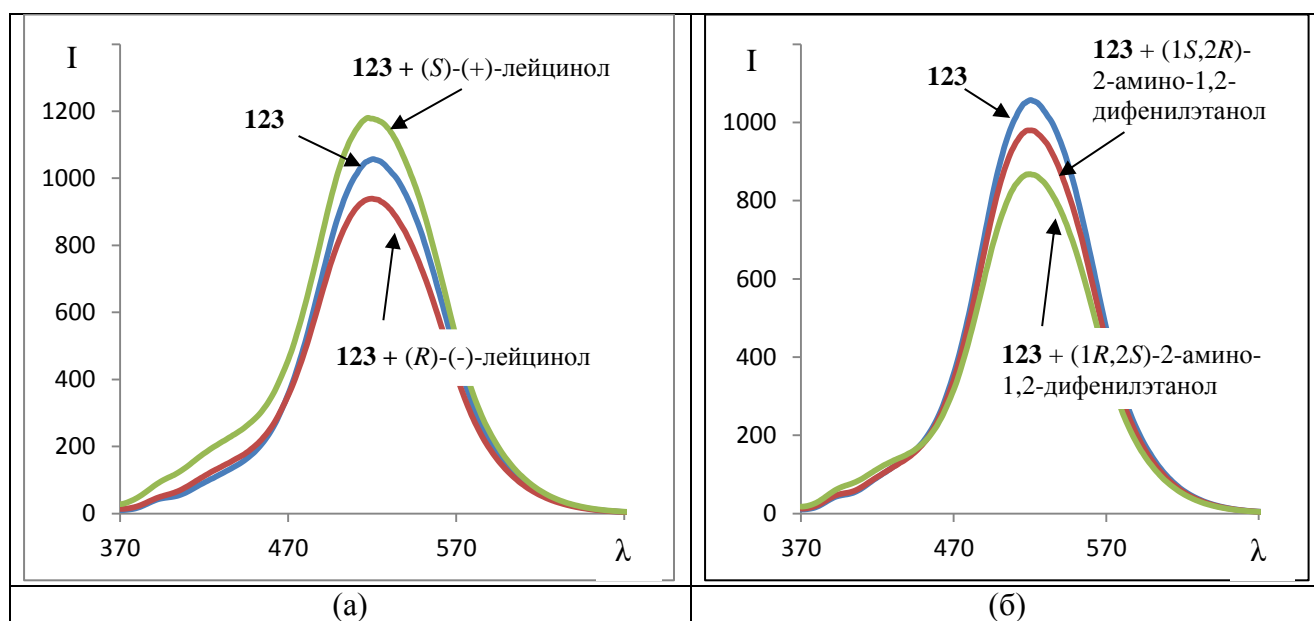 I
123 + (S)-(+)-лейцинол
123
123 + (R)-(-)-лейцинол
1200
1000
800
600
400
200
0
370
470
570
λ
(а)
I
123
123 + (1S,2R)-
2-амино-1,2-
дифенилэтанол
123 + (1R,2S)-2-амино-
1,2-дифенилэтанол
1000
800
600
400
200
0
370
470
570
λ
(б)